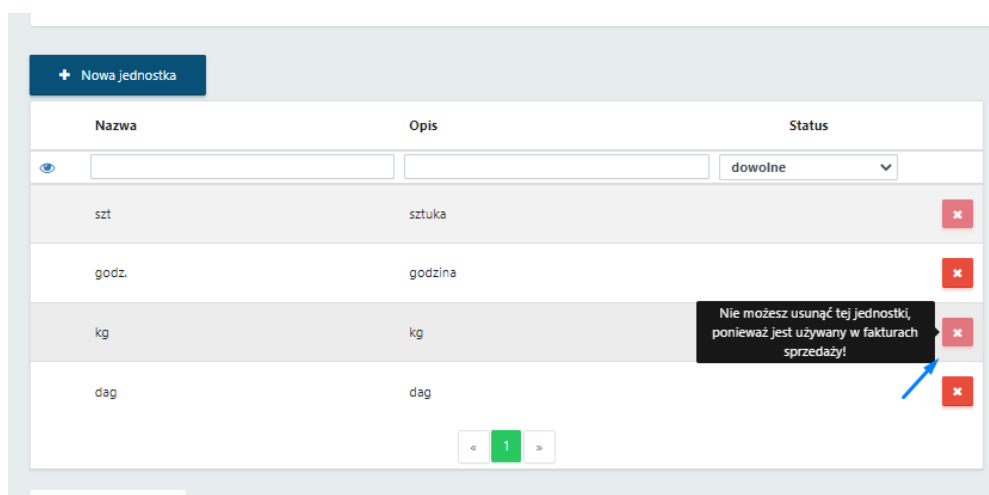 + Nowa jednostka
Nazwa Opis Status
dowolne
szt sztuka
godz. godzina
kg kg
Nie możesz usunąć tej jednostki,
ponieważ jest używany w fakturach
sprzedaży!
dag dag
« 1 »